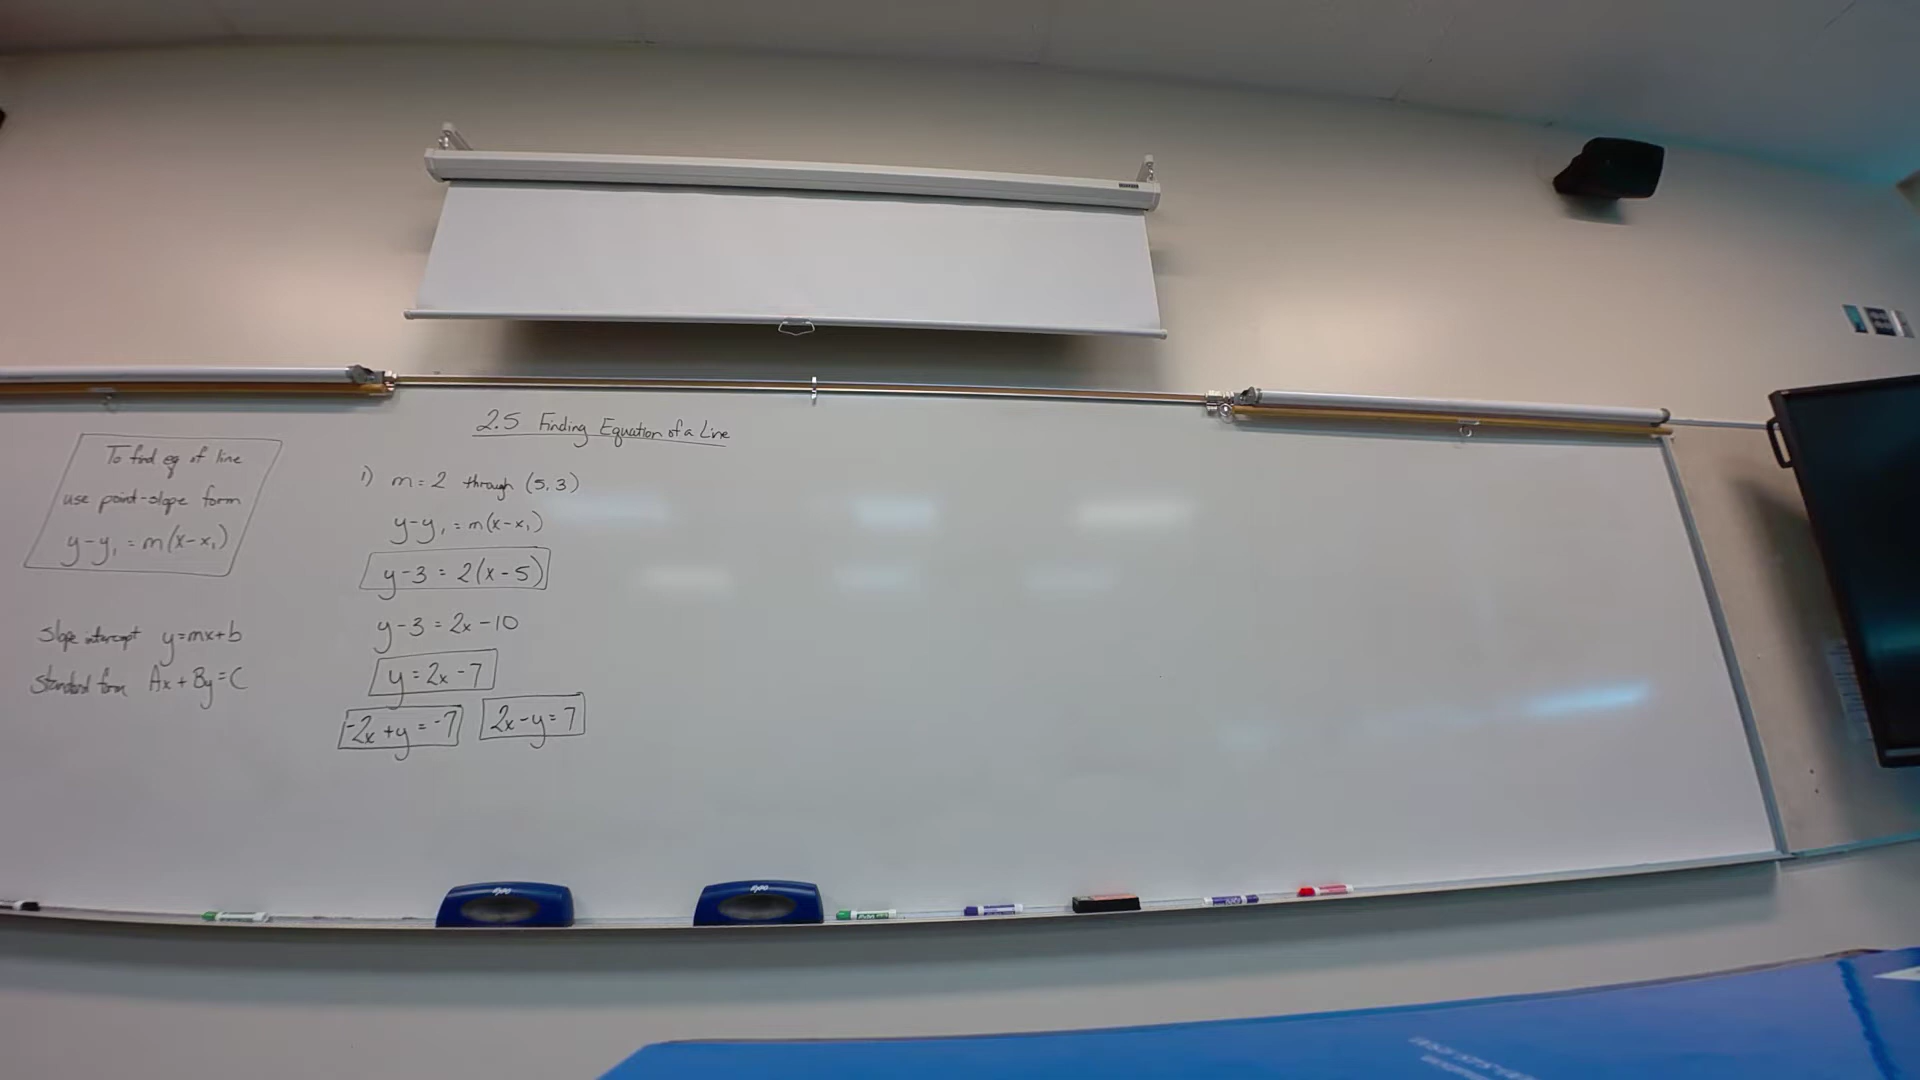 2.5 Finding Equation of a Line
To find eq of line
use point-slope form
y-y₁ = m(x-x₁)
Slope intercept y=mx+b
Standard form Ax+By=C
1) m=2 through (5,3)
y-y₁ = m(x-x₁)
y-3 = 2(x-5)
y-3 = 2x-10
y = 2x-7
-2x+y = -7 2x-y = 7
expo expo